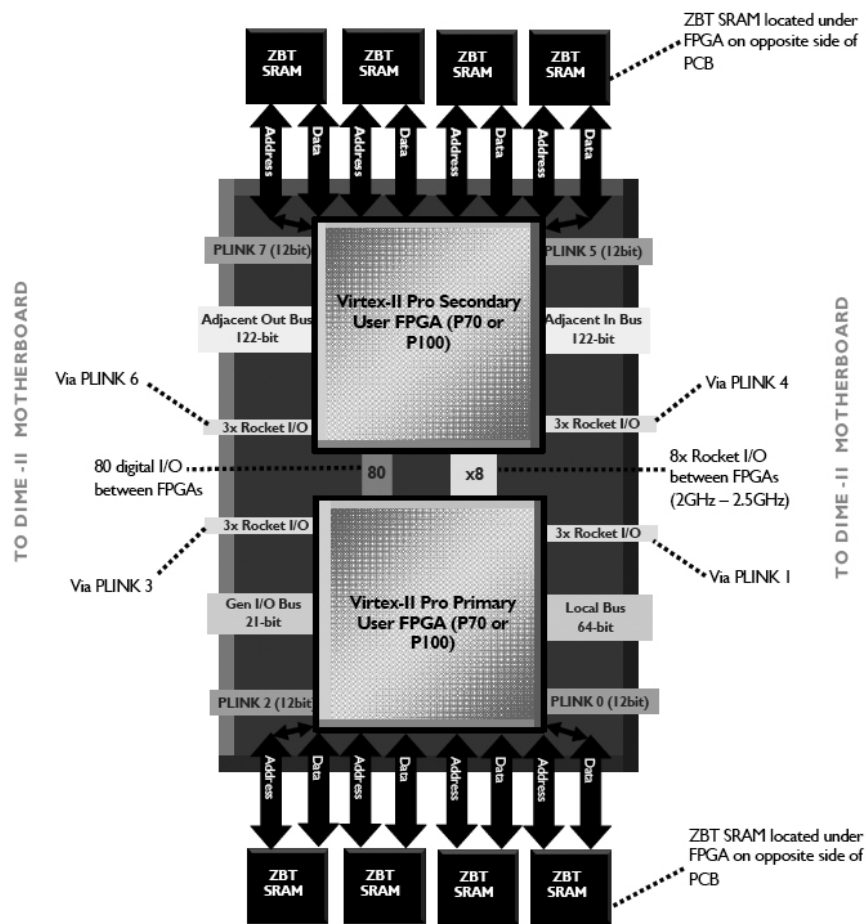 ZBT SRAM located under
FPGA on opposite side of
PCB
ZBT
SRAM
ZBT
SRAM
ZBT
SRAM
ZBT
SRAM
Address
Data
Address
Data
Address
Data
Address
Data
PLINK 7 (12bit)
PLINK 5 (12bit)
Virtex-II Pro Secondary
User FPGA (P70 or
P100)
Adjacent Out Bus
122-bit
Adjacent In Bus
122-bit
TO DIME -II MOTHERBOARD
TO DIME -II MOTHERBOARD
Via PLINK 6
Via PLINK 4
3x Rocket I/O
3x Rocket I/O
80 digital I/O
between FPGAs
80
x8
8x Rocket I/O
between FPGAs
(2GHz – 2.5GHz)
3x Rocket I/O
3x Rocket I/O
Via PLINK 3
Via PLINK 1
Gen I/O Bus
21-bit
Virtex-II Pro Primary
User FPGA (P70 or
P100)
Local Bus
64-bit
PLINK 2 (12bit)
PLINK 0 (12bit)
Address
Data
Address
Data
Address
Data
Address
Data
ZBT
SRAM
ZBT
SRAM
ZBT
SRAM
ZBT
SRAM
ZBT SRAM located under
FPGA on opposite side of
PCB